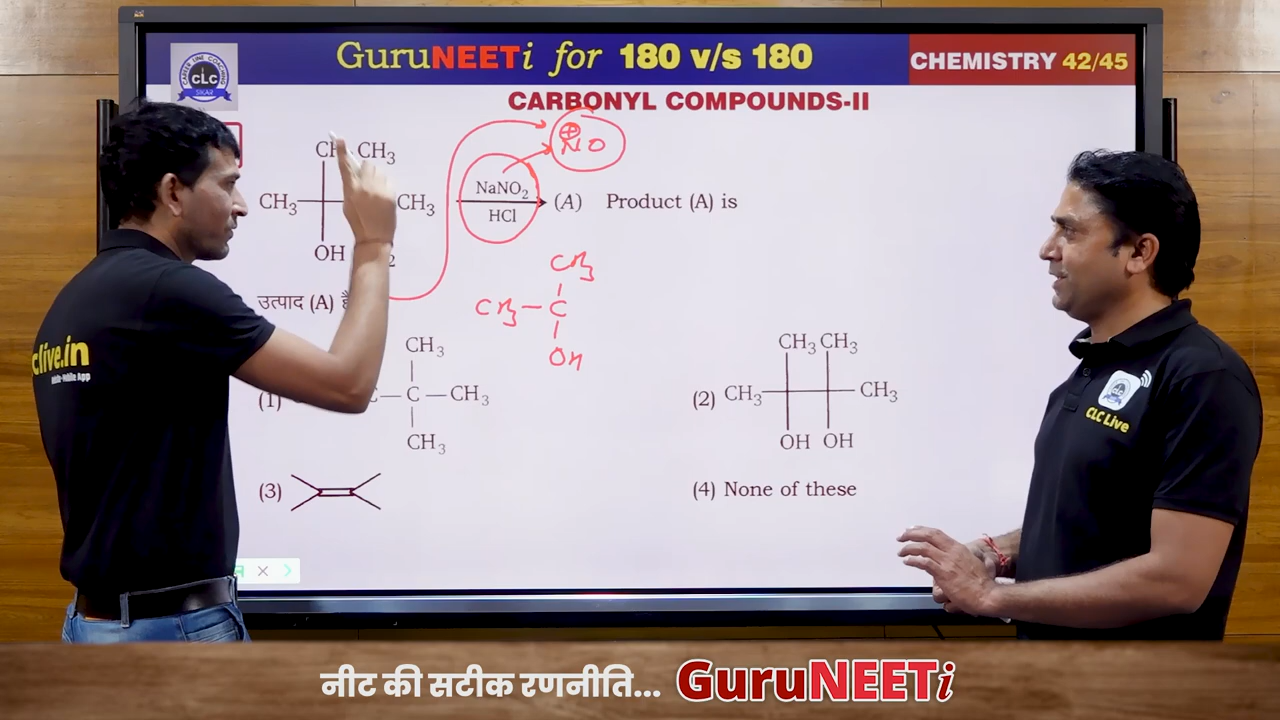 GuruNEETi for 180 v/s 180
CHEMISTRY 42/45
CLC
SIKAR
CARBONYL COMPOUNDS-II
CH₃
CH₃
CH₃
NaNO₂
HCl
⊕
NO
(A) Product (A) is
OH
उत्पाद (A) है
CH₃
CH₃—C
OH
(1)
CH₃
—C—CH₃
CH₃
(2)
CH₃ CH₃
CH₃
CH₃
OH OH
(3)
(4) None of these
clive.in
CLC Live
नीट की सटीक रणनीति...
GuruNEETi